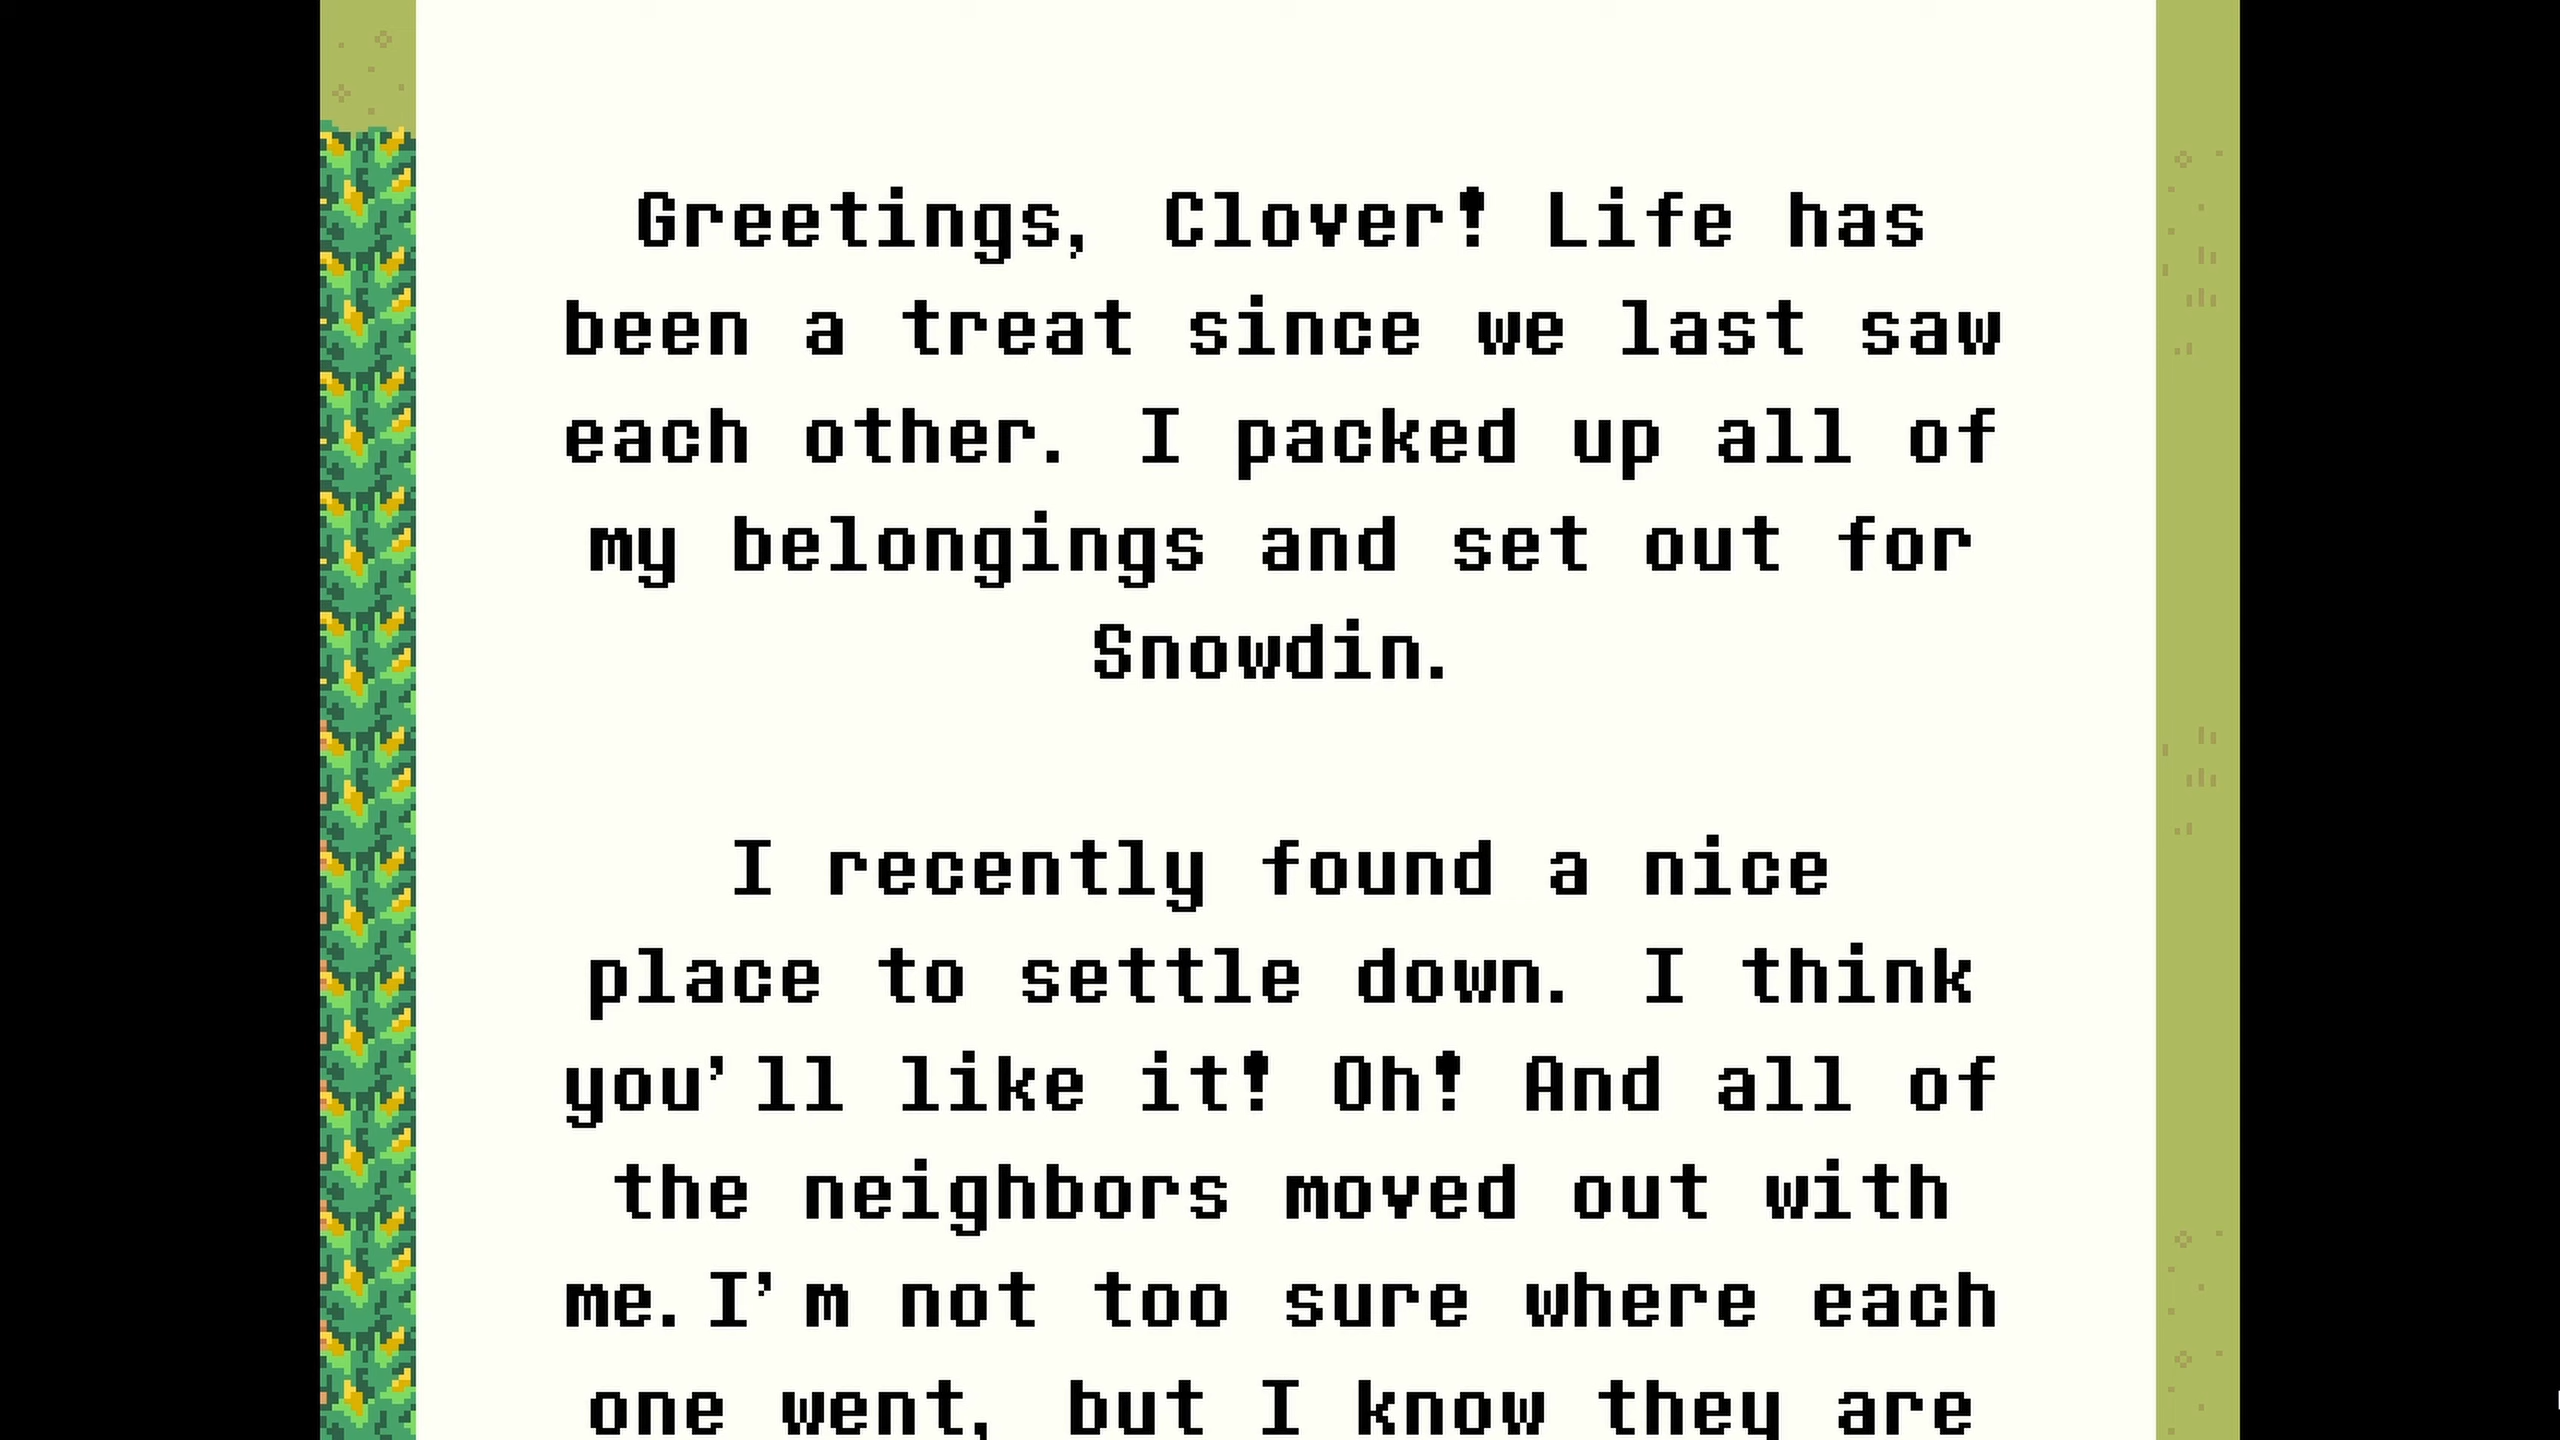 Greetings, Clover! Life has
been a treat since we last saw
each other. I packed up all of
my belongings and set out for
Snowdin.
I recently found a nice
place to settle down. I think
you'll like it! Oh! And all of
the neighbors moved out with
me. I'm not too sure where each
one went, but I know they are